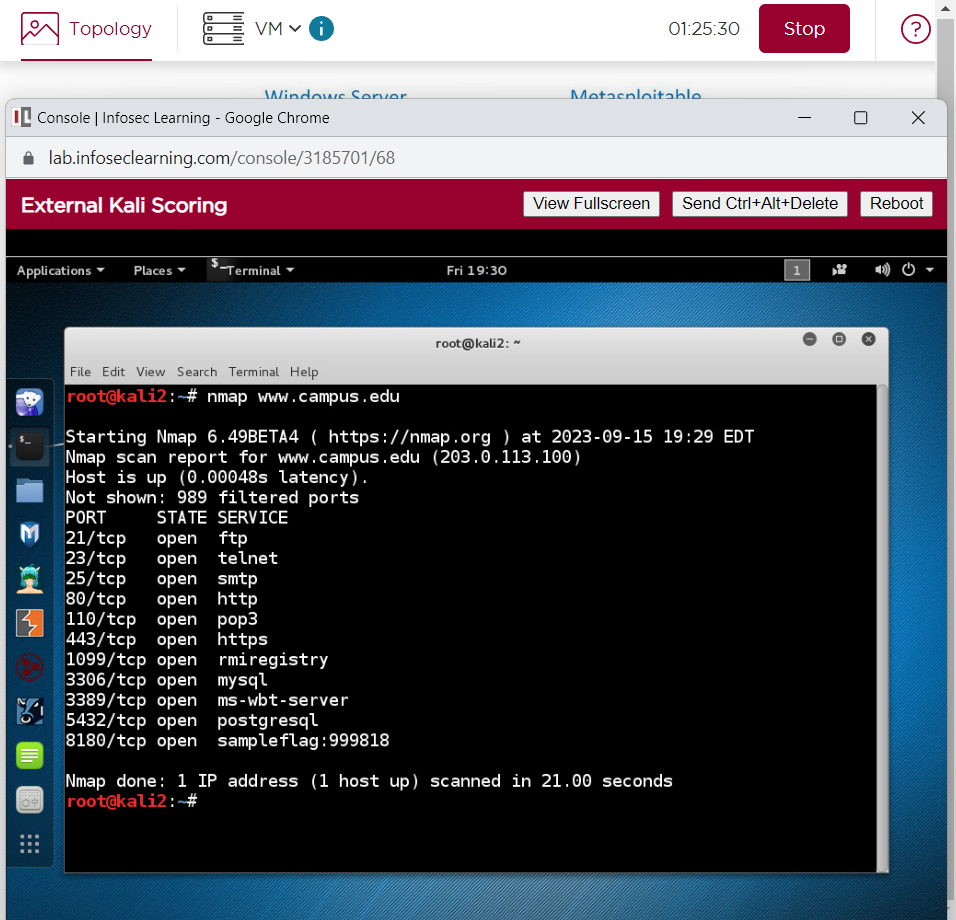 Topology VM i 01:25:30 Stop ?
Windows Server Metasploitable
Console | Infosec Learning - Google Chrome
lab.infoseclearning.com/console/3185701/68
External Kali Scoring View Fullscreen Send Ctrl+Alt+Delete Reboot
Applications Places $_Terminal Fri 19:30 1
root@kali2: ~
File Edit View Search Terminal Help
root@kali2:~# nmap www.campus.edu
Starting Nmap 6.49BETA4 ( https://nmap.org ) at 2023-09-15 19:29 EDT
Nmap scan report for www.campus.edu (203.0.113.100)
Host is up (0.00048s latency).
Not shown: 989 filtered ports
PORT     STATE SERVICE
21/tcp   open  ftp
23/tcp   open  telnet
25/tcp   open  smtp
80/tcp   open  http
110/tcp  open  pop3
443/tcp  open  https
1099/tcp open  rmiregistry
3306/tcp open  mysql
3389/tcp open  ms-wbt-server
5432/tcp open  postgresql
8180/tcp open  sampleflag:999818
Nmap done: 1 IP address (1 host up) scanned in 21.00 seconds
root@kali2:~#